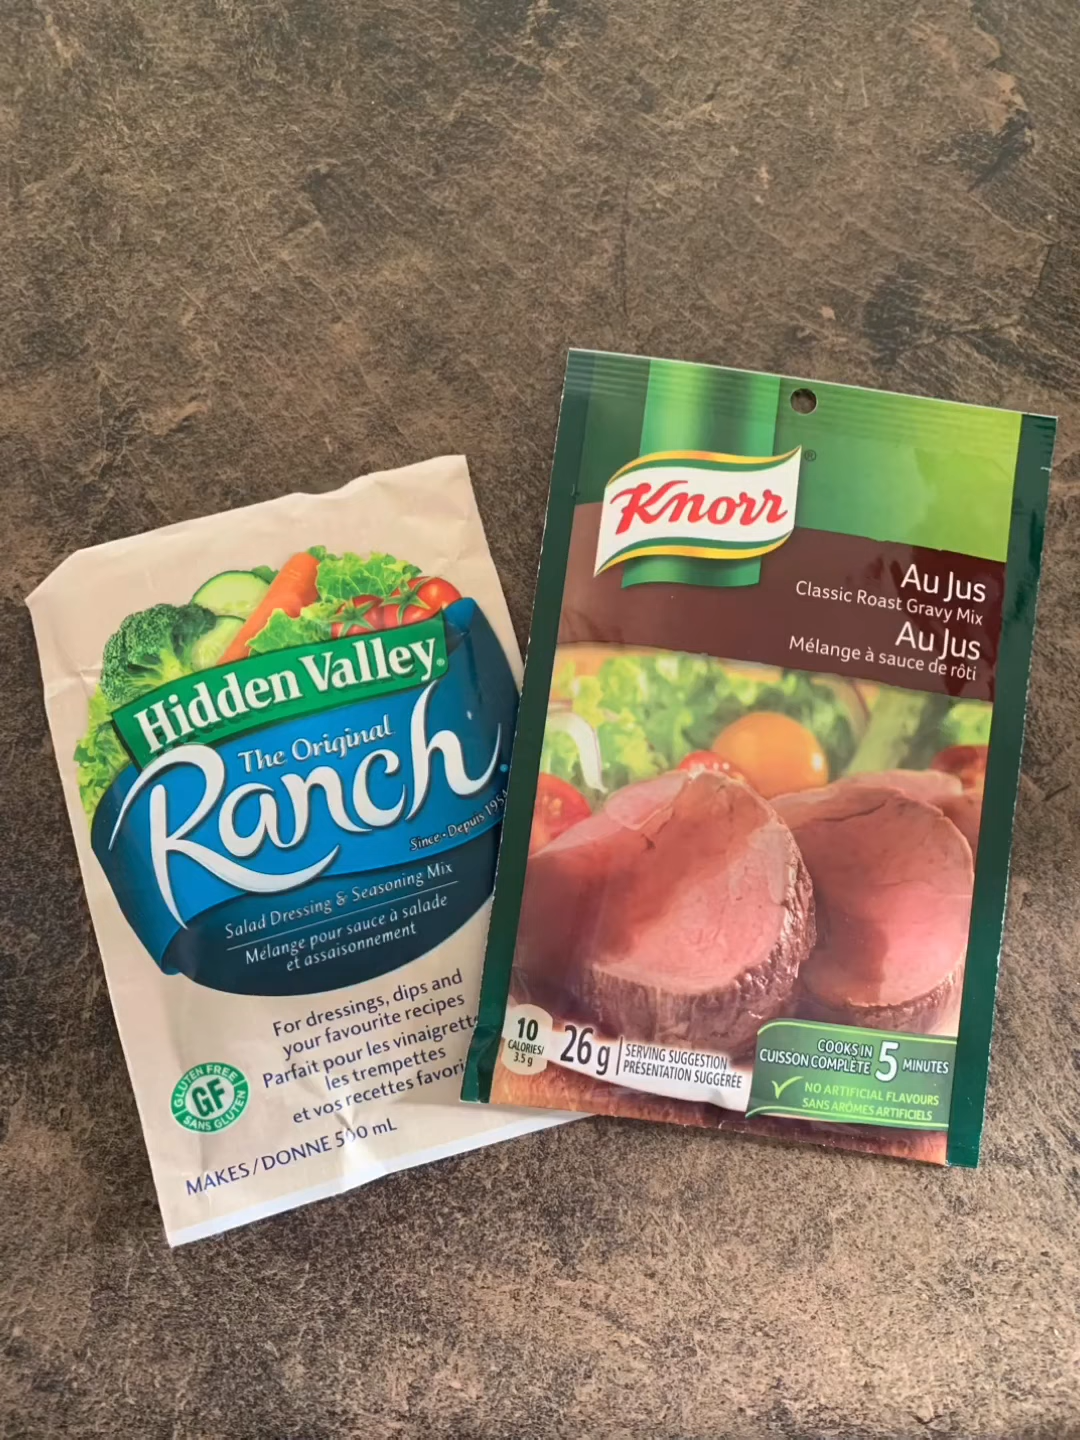 Hidden Valley®
The Original
Ranch
Since • Depuis 1954
Salad Dressing & Seasoning Mix
Mélange pour sauce à salade
et assaisonnement
For dressings, dips and
your favourite recipes
Parfait pour les vinaigrett
les trempettes
et vos recettes favori
GLUTEN FREE
GF
SANS GLUTEN
MAKES / DONNE 500 mL
Knorr®
Au Jus
Classic Roast Gravy Mix
Au Jus
Mélange à sauce de rôti
10
CALORIES/
3.5 g
26 g
SERVING SUGGESTION
PRÉSENTATION SUGGÉRÉE
COOKS IN
CUISSON COMPLÈTE
5 MINUTES
NO ARTIFICIAL FLAVOURS
SANS ARÔMES ARTIFICIELS